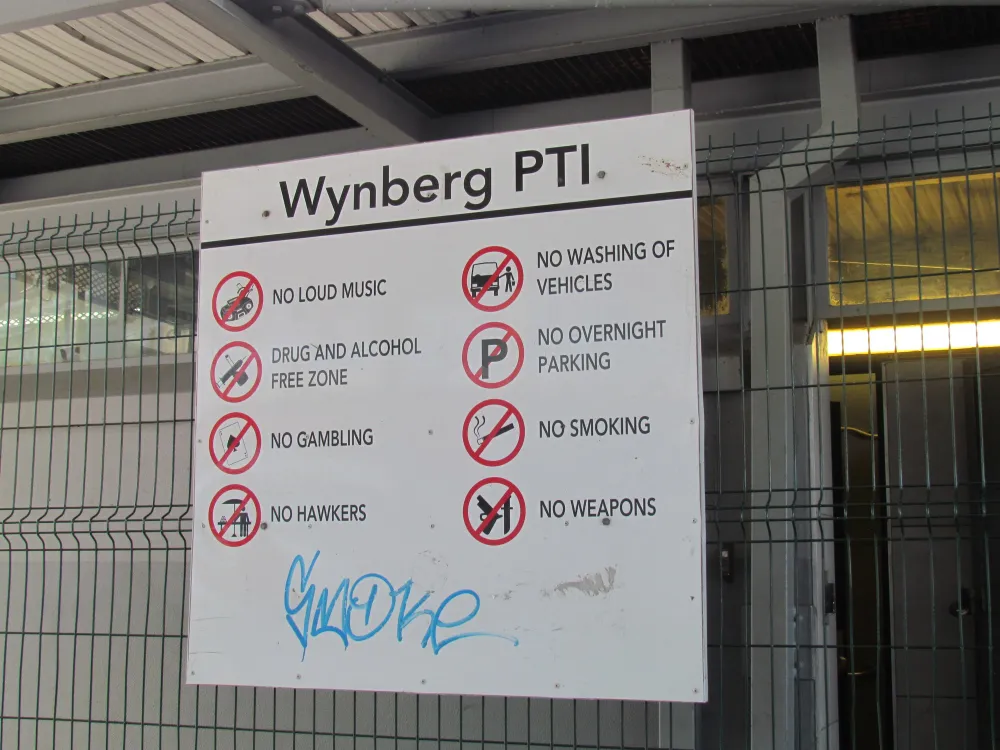 Wynberg PTI
NO LOUD MUSIC
DRUG AND ALCOHOL
FREE ZONE
NO GAMBLING
NO HAWKERS
NO WASHING OF
VEHICLES
P
NO OVERNIGHT
PARKING
NO SMOKING
NO WEAPONS
SMOKe